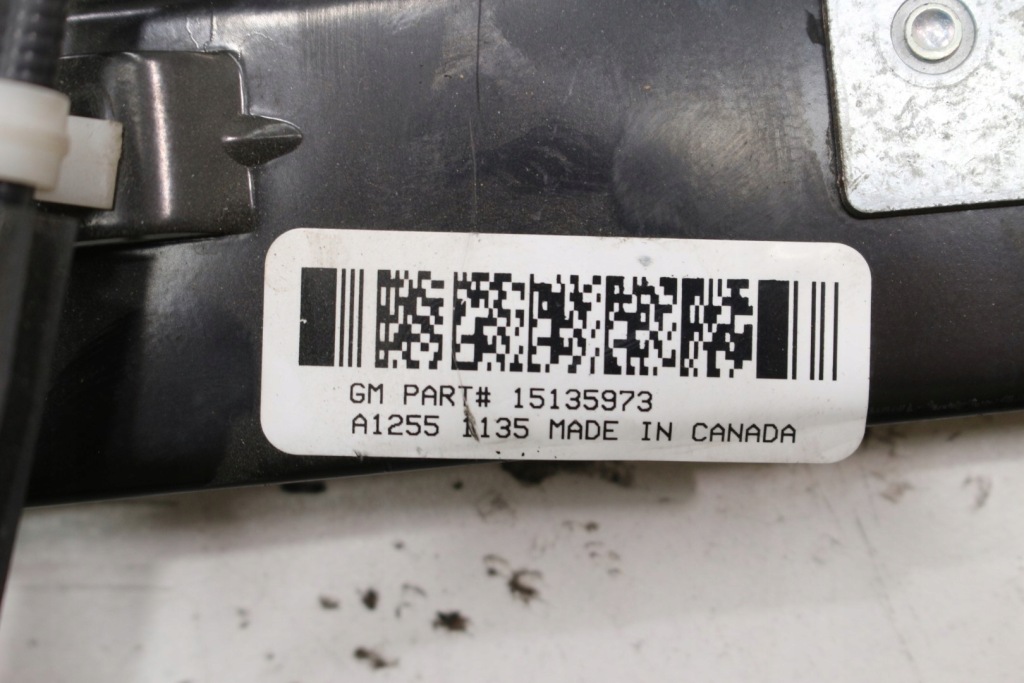 GM PART# 15135973
A1255 1135 MADE IN CANADA